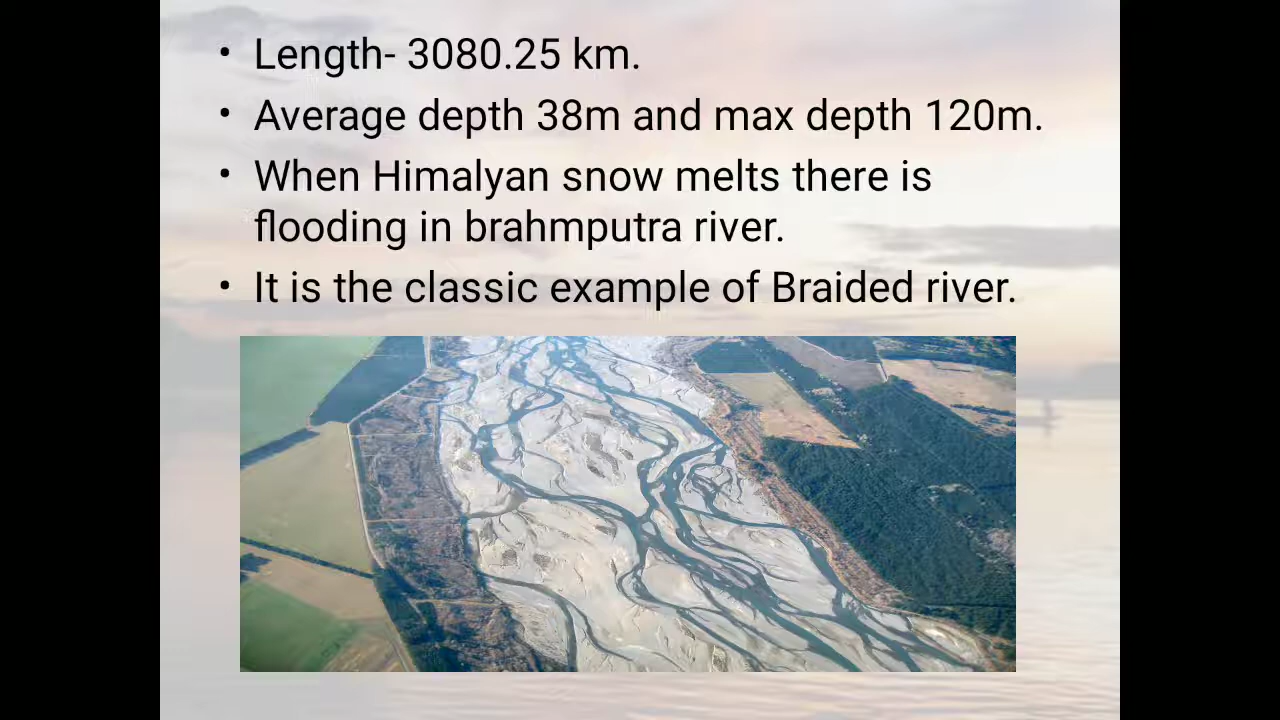 • Length- 3080.25 km.
• Average depth 38m and max depth 120m.
• When Himalyan snow melts there is
flooding in brahmputra river.
• It is the classic example of Braided river.